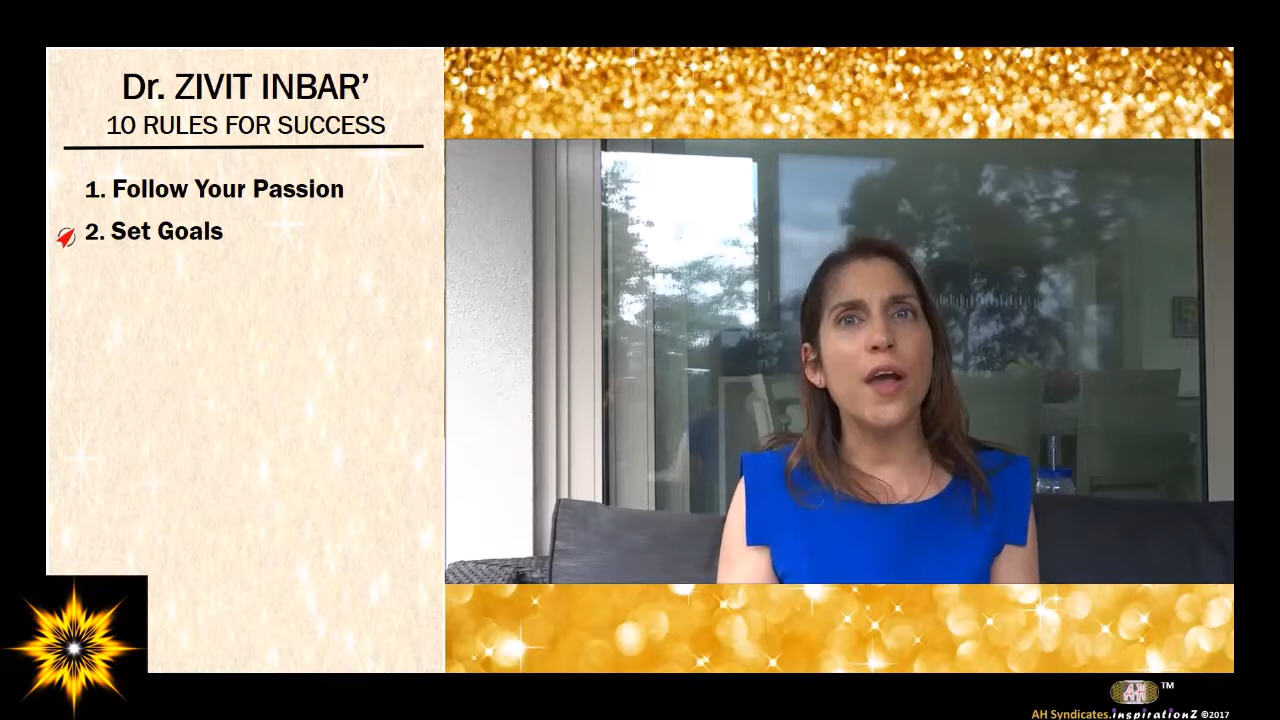 Dr. ZIVIT INBAR’
10 RULES FOR SUCCESS
1. Follow Your Passion
2. Set Goals
AH ™
AH Syndicates.inspirationZ ©2017